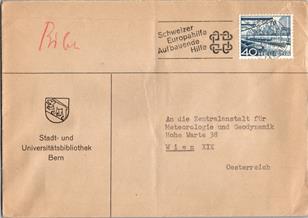 Schweizer
Europahilfe
Aufbauende
Hilfe
40
Stadt- und
Universitätsbibliothek
Bern
An die Zentralanstalt für
Meteorologie und Geodynamik
Hohe Warte 38
Wien XIX
Oesterreich